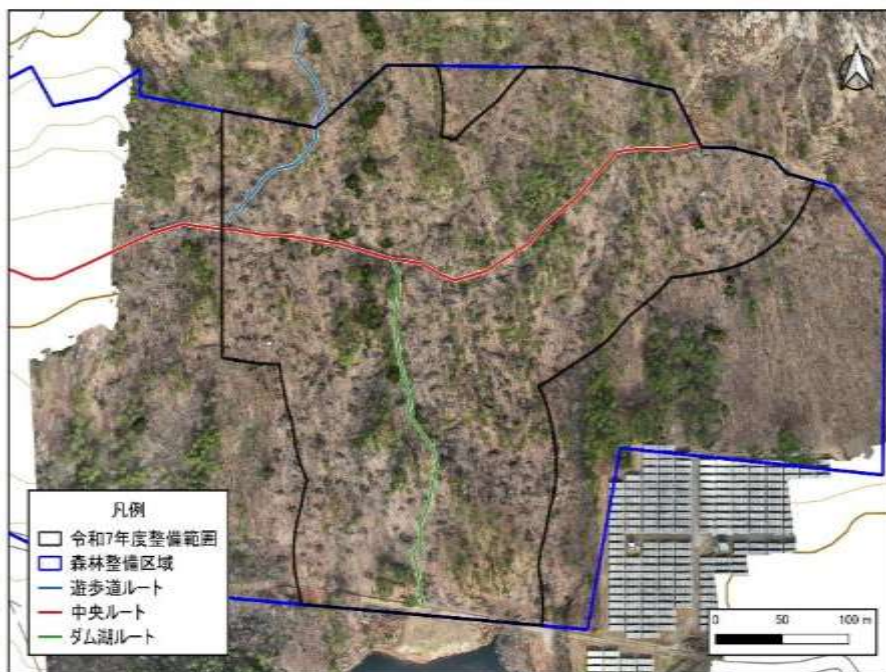 凡例
令和7年度整備範囲
森林整備区域
遊歩道ルート
中央ルート
ダム湖ルート
0 50 100 m